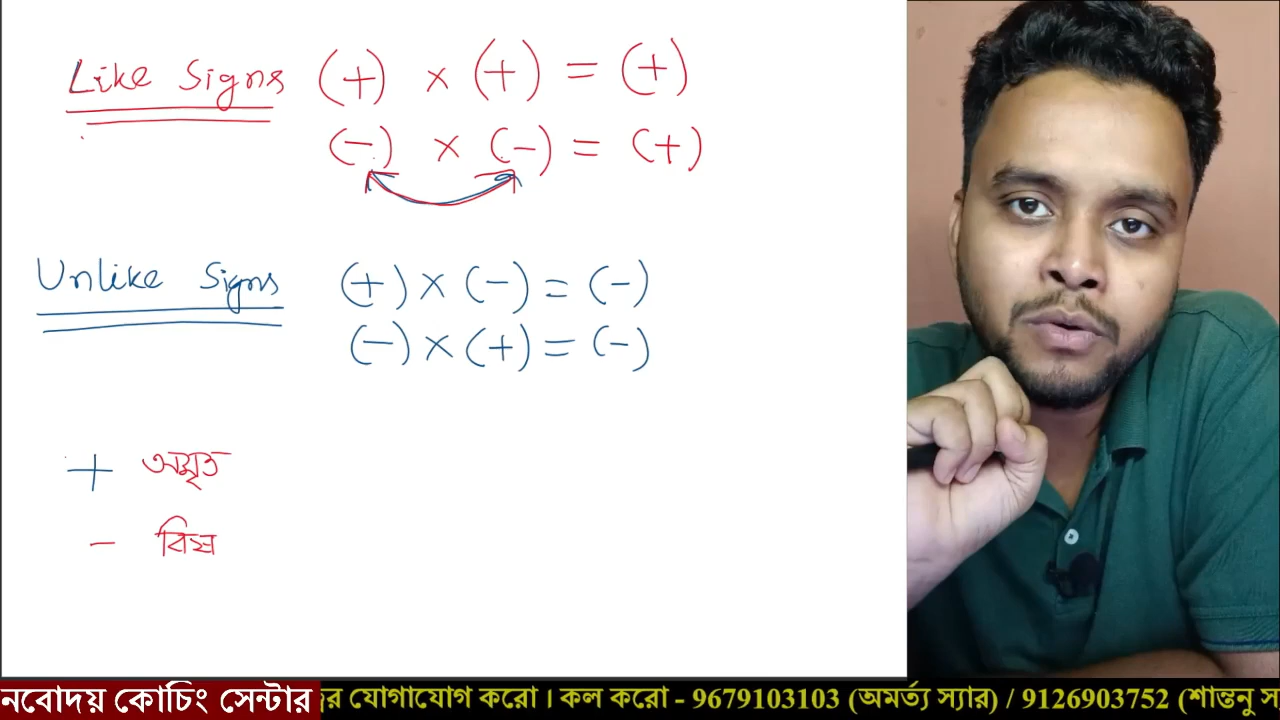 Like Signs (+) × (+) = (+)
(-) × (-) = (+)
Unlike Signs (+) × (-) = (-)
(-) × (+) = (-)
+ অমৃত
- বিষ
নবোদয় কোচিং সেন্টার যোগাযোগ করো । কল করো - 9679103103 (অমর্ত্য স্যার) / 9126903752 (শান্তনু